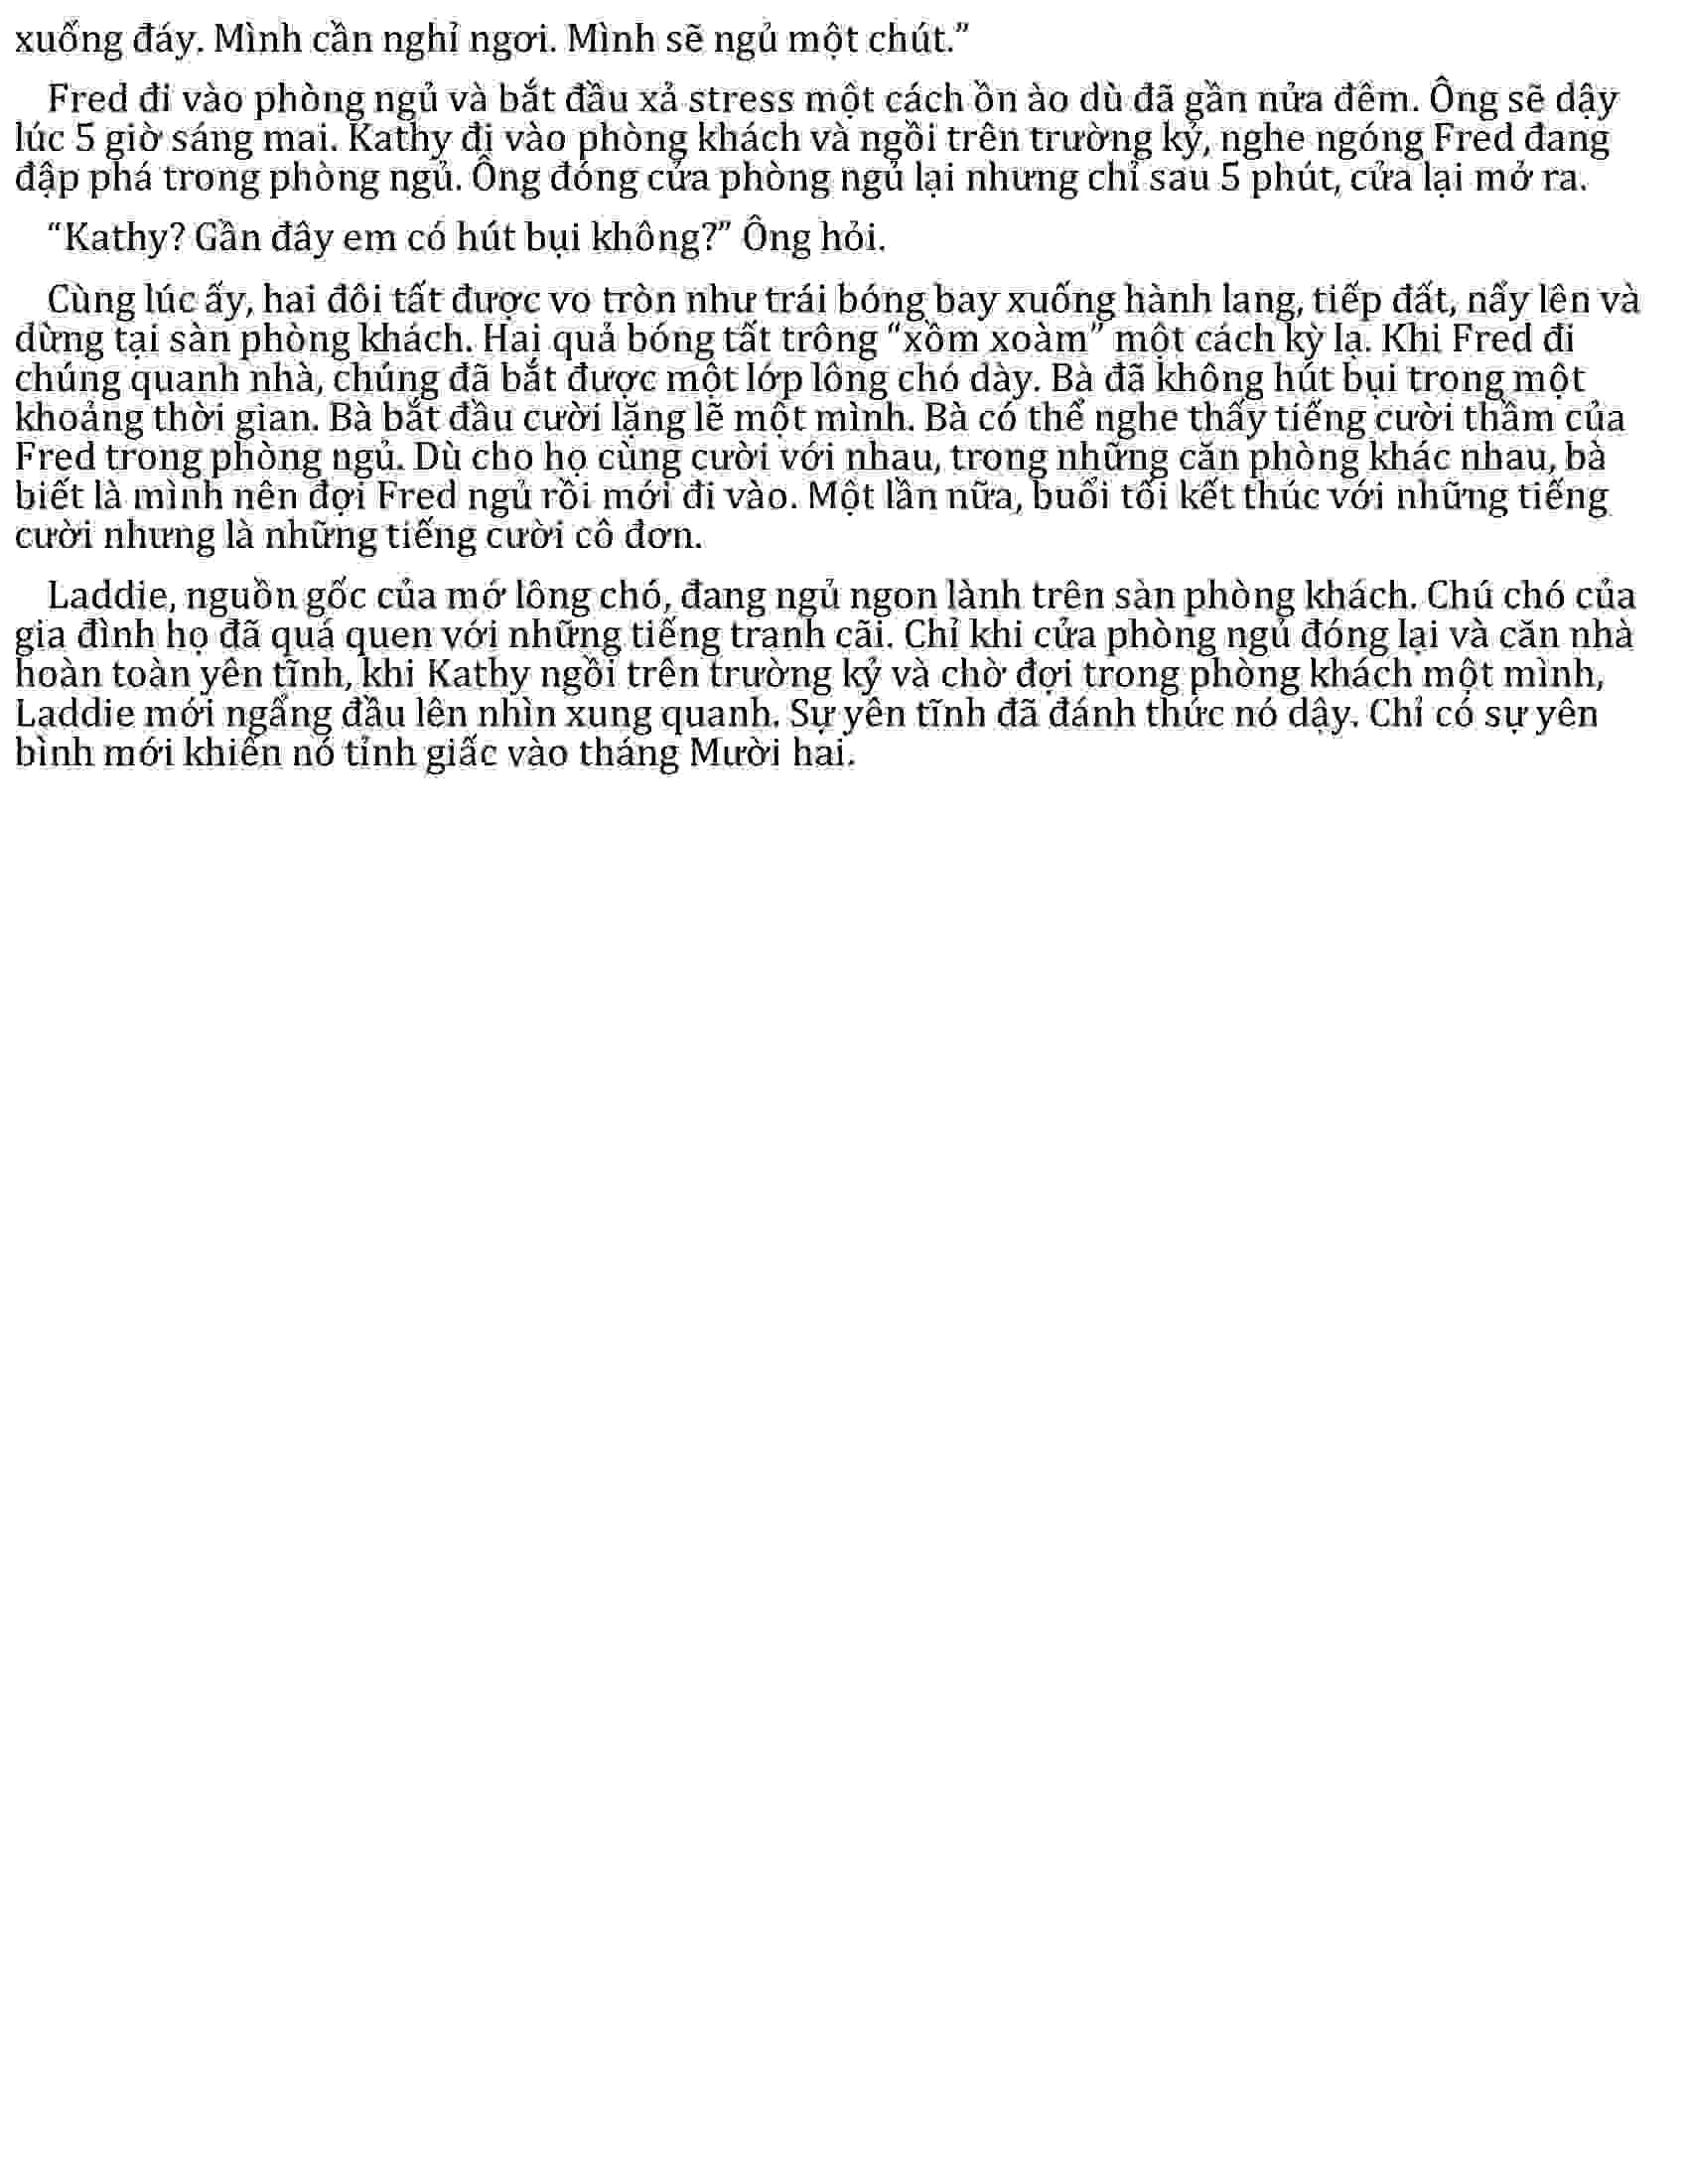 xuống đáy. Mình cần nghỉ ngơi. Mình sẽ ngủ một chút.”
Fred đi vào phòng ngủ và bắt đầu xả stress một cách ồn ào dù đã gần nửa đêm. Ông sẽ dậy
lúc 5 giờ sáng mai. Kathy đi vào phòng khách và ngồi trên trường kỷ, nghe ngóng Fred đang
đập phá trong phòng ngủ. Ông đóng cửa phòng ngủ lại nhưng chỉ sau 5 phút, cửa lại mở ra.
“Kathy? Gần đây em có hút bụi không?” Ông hỏi.
Cùng lúc ấy, hai đôi tất được vo tròn như trái bóng bay xuống hành lang, tiếp đất, nẩy lên và
dừng tại sàn phòng khách. Hai quả bóng tất trông “xồm xoàm” một cách kỳ lạ. Khi Fred đi
chúng quanh nhà, chúng đã bắt được một lớp lông chó dày. Bà đã không hút bụi trong một
khoảng thời gian. Bà bắt đầu cười lặng lẽ một mình. Bà có thể nghe thấy tiếng cười thầm của
Fred trong phòng ngủ. Dù cho họ cùng cười với nhau, trong những căn phòng khác nhau, bà
biết là mình nên đợi Fred ngủ rồi mới đi vào. Một lần nữa, buổi tối kết thúc với những tiếng
cười nhưng là những tiếng cười cô đơn.
Laddie, nguồn gốc của mớ lông chó, đang ngủ ngon lành trên sàn phòng khách. Chú chó của
gia đình họ đã quá quen với những tiếng tranh cãi. Chỉ khi cửa phòng ngủ đóng lại và căn nhà
hoàn toàn yên tĩnh, khi Kathy ngồi trên trường kỷ và chờ đợi trong phòng khách một mình,
Laddie mới ngẩng đầu lên nhìn xung quanh. Sự yên tĩnh đã đánh thức nó dậy. Chỉ có sự yên
bình mới khiến nó tỉnh giấc vào tháng Mười hai.